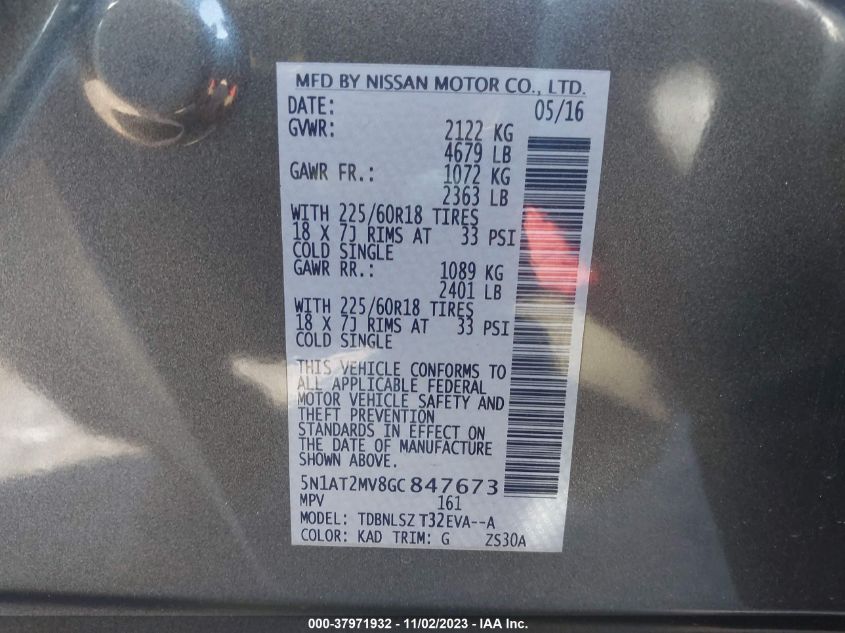 MFD BY NISSAN MOTOR CO., LTD.
DATE: 05/16
GVWR: 2122 KG
4679 LB
GAWR FR.: 1072 KG
2363 LB
WITH 225/60R18 TIRES
18 X 7J RIMS AT 33 PSI
COLD SINGLE
GAWR RR.: 1089 KG
2401 LB
WITH 225/60R18 TIRES
18 X 7J RIMS AT 33 PSI
COLD SINGLE
THIS VEHICLE CONFORMS TO
ALL APPLICABLE FEDERAL
MOTOR VEHICLE SAFETY AND
THEFT PREVENTION
STANDARDS IN EFFECT ON
THE DATE OF MANUFACTURE
SHOWN ABOVE.
5N1AT2MV8GC847673
MPV 161
MODEL: TDBNLSZ T32EVA--A
COLOR: KAD TRIM: G ZS30A
000-37971932 - 11/02/2023 - IAA Inc.